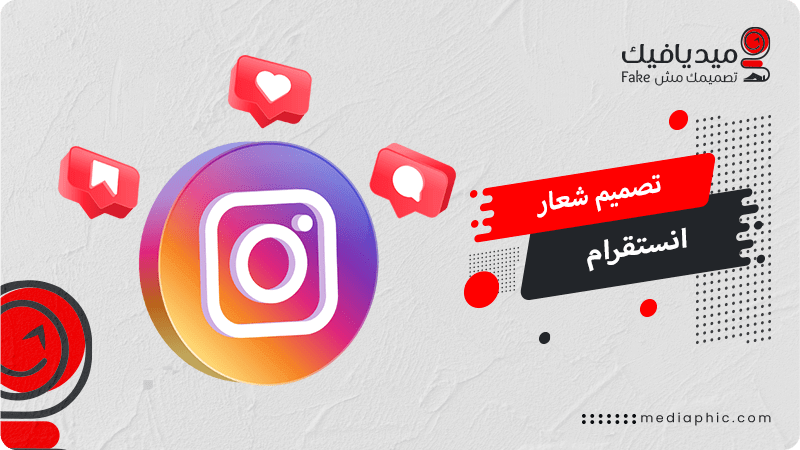 ميديافيك
تصميمك مش Fake
تصميم شعار
انستقرام
mediaphic.com